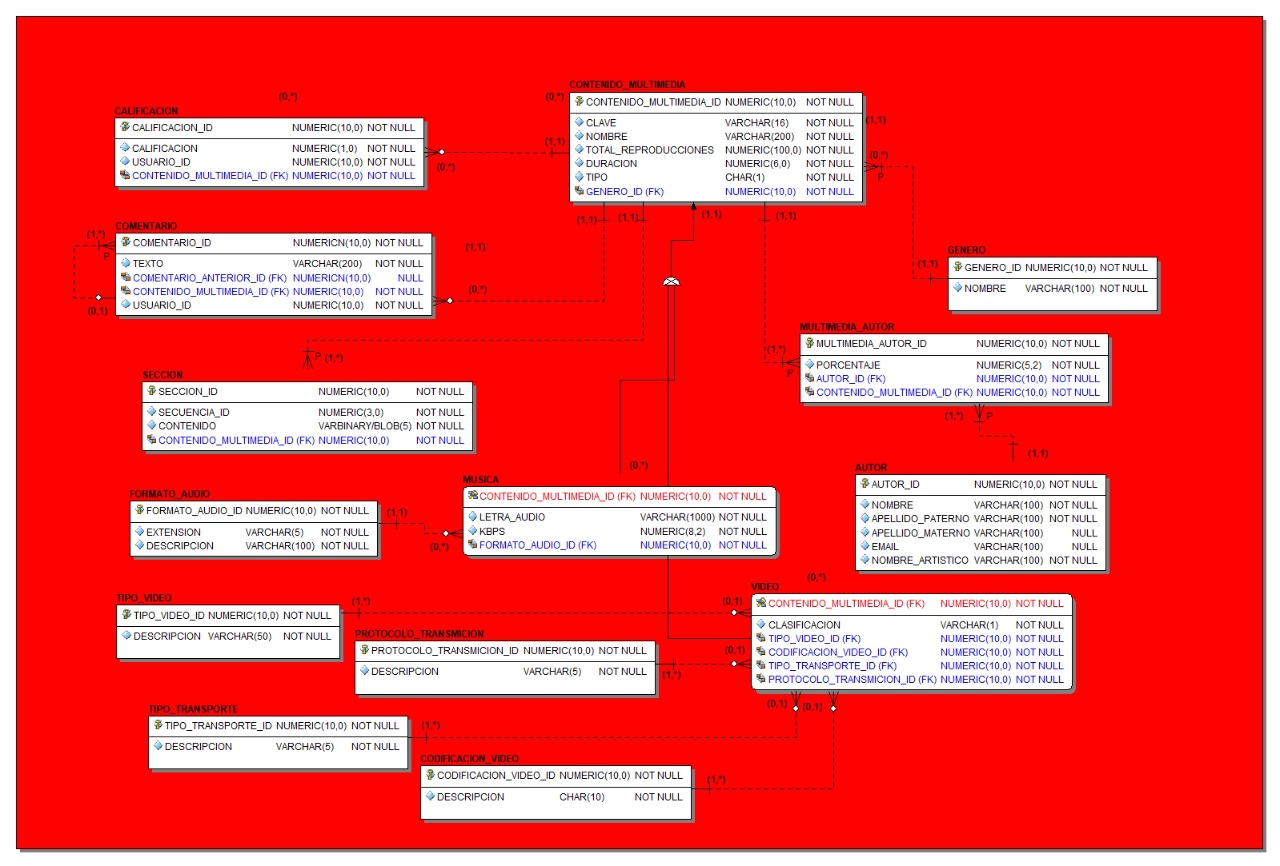 CONTENIDO_MULTIMEDIA
CONTENIDO_MULTIMEDIA_ID NUMERIC(10,0) NOT NULL
CLAVE VARCHAR(16) NOT NULL
NOMBRE VARCHAR(200) NOT NULL
TOTAL_REPRODUCCIONES NUMERIC(100,0) NOT NULL
DURACION NUMERIC(6,0) NOT NULL
TIPO CHAR(1) NOT NULL
GENERO_ID (FK) NUMERIC(10,0) NOT NULL
(0,*)
(0,*)
(1,1)
CALIFICACION
CALIFICACION_ID NUMERIC(10,0) NOT NULL
CALIFICACION NUMERIC(1,0) NOT NULL
USUARIO_ID NUMERIC(10,0) NOT NULL
CONTENIDO_MULTIMEDIA_ID (FK) NUMERIC(10,0) NOT NULL
(0,*)
(1,1)
(0,*)
P
COMENTARIO
COMENTARIO_ID NUMERICN(10,0) NOT NULL
TEXTO VARCHAR(200) NOT NULL
COMENTARIO_ANTERIOR_ID (FK) NUMERICN(10,0) NULL
CONTENIDO_MULTIMEDIA_ID (FK) NUMERIC(10,0) NOT NULL
USUARIO_ID NUMERIC(10,0) NOT NULL
(1,*)
P
(0,1)
(1,1)
(0,*)
(1,1)
(1,1)
(1,1)
(1,1)
GENERO
GENERO_ID NUMERIC(10,0) NOT NULL
NOMBRE VARCHAR(100) NOT NULL
(1,1)
MULTIMEDIA_AUTOR
MULTIMEDIA_AUTOR_ID NUMERIC(10,0) NOT NULL
PORCENTAJE NUMERIC(5,2) NOT NULL
AUTOR_ID (FK) NUMERIC(10,0) NOT NULL
CONTENIDO_MULTIMEDIA_ID (FK) NUMERIC(10,0) NOT NULL
(1,*)
P
P (1,*)
SECCION
SECCION_ID NUMERIC(10,0) NOT NULL
SECUENCIA_ID NUMERIC(3,0) NOT NULL
CONTENIDO VARBINARY/BLOB(5) NOT NULL
CONTENIDO_MULTIMEDIA_ID (FK) NUMERIC(10,0) NOT NULL
(1,*) P
(1,1)
AUTOR
AUTOR_ID NUMERIC(10,0) NOT NULL
NOMBRE VARCHAR(100) NOT NULL
APELLIDO_PATERNO VARCHAR(100) NOT NULL
APELLIDO_MATERNO VARCHAR(100) NULL
EMAIL VARCHAR(100) NULL
NOMBRE_ARTISTICO VARCHAR(100) NOT NULL
(0,*)
MUSICA
CONTENIDO_MULTIMEDIA_ID (FK) NUMERIC(10,0) NOT NULL
LETRA_AUDIO VARCHAR(1000) NOT NULL
KBPS NUMERIC(8,2) NOT NULL
FORMATO_AUDIO_ID (FK) NUMERIC(10,0) NOT NULL
FORMATO_AUDIO
FORMATO_AUDIO_ID NUMERIC(10,0) NOT NULL
EXTENSION VARCHAR(5) NOT NULL
DESCRIPCION VARCHAR(100) NOT NULL
(1,1)
(0,*)
(0,*)
VIDEO
CONTENIDO_MULTIMEDIA_ID (FK) NUMERIC(10,0) NOT NULL
CLASIFICACION VARCHAR(1) NOT NULL
TIPO_VIDEO_ID (FK) NUMERIC(10,0) NOT NULL
CODIFICACION_VIDEO_ID (FK) NUMERIC(10,0) NOT NULL
TIPO_TRANSPORTE_ID (FK) NUMERIC(10,0) NOT NULL
PROTOCOLO_TRANSMICION_ID (FK) NUMERIC(10,0) NOT NULL
TIPO_VIDEO
TIPO_VIDEO_ID NUMERIC(10,0) NOT NULL
DESCRIPCION VARCHAR(50) NOT NULL
(1,*)
(0,1)
PROTOCOLO_TRANSMICION
PROTOCOLO_TRANSMICION_ID NUMERIC(10,0) NOT NULL
DESCRIPCION VARCHAR(5) NOT NULL
(1,*)
(0,1)
(0,1)
(0,1)
TIPO_TRANSPORTE
TIPO_TRANSPORTE_ID NUMERIC(10,0) NOT NULL
DESCRIPCION VARCHAR(5) NOT NULL
(1,*)
CODIFICACION_VIDEO
CODIFICACION_VIDEO_ID NUMERIC(10,0) NOT NULL
DESCRIPCION CHAR(10) NOT NULL
(1,*)